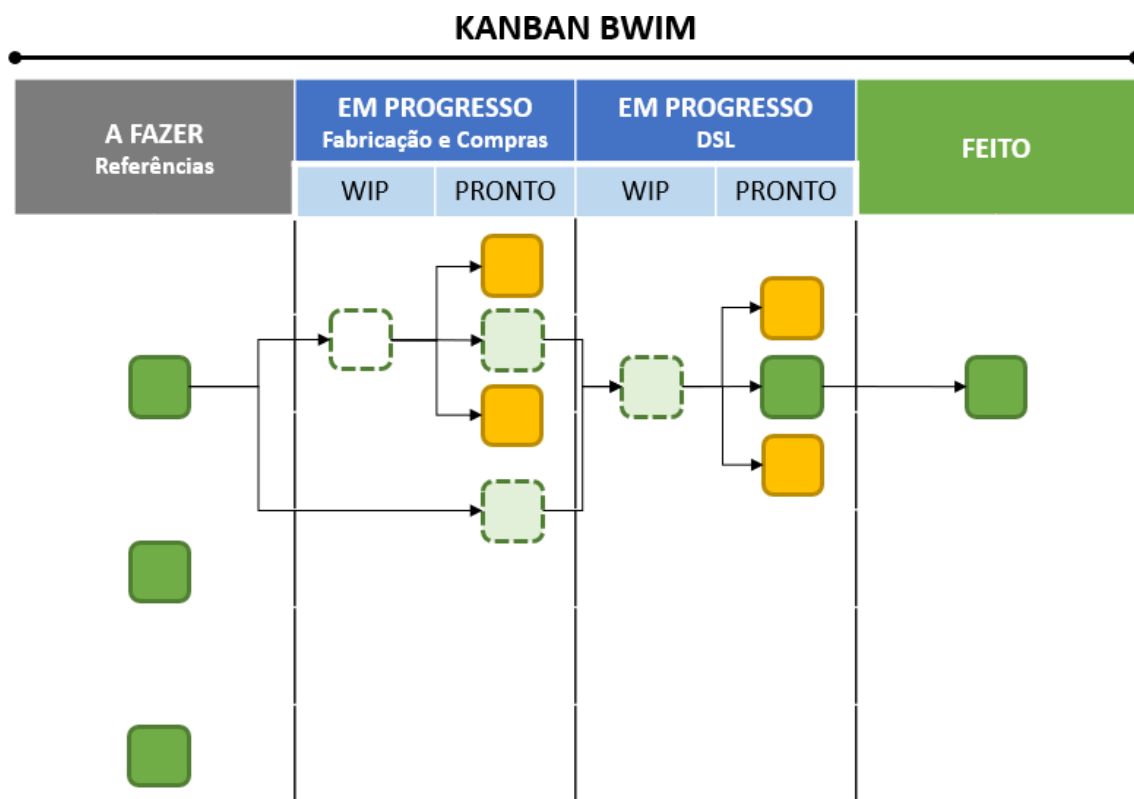 KANBAN BWIM
A FAZER
Referências
EM PROGRESSO
Fabricação e Compras
EM PROGRESSO
DSL
FEITO
WIP
PRONTO
WIP
PRONTO